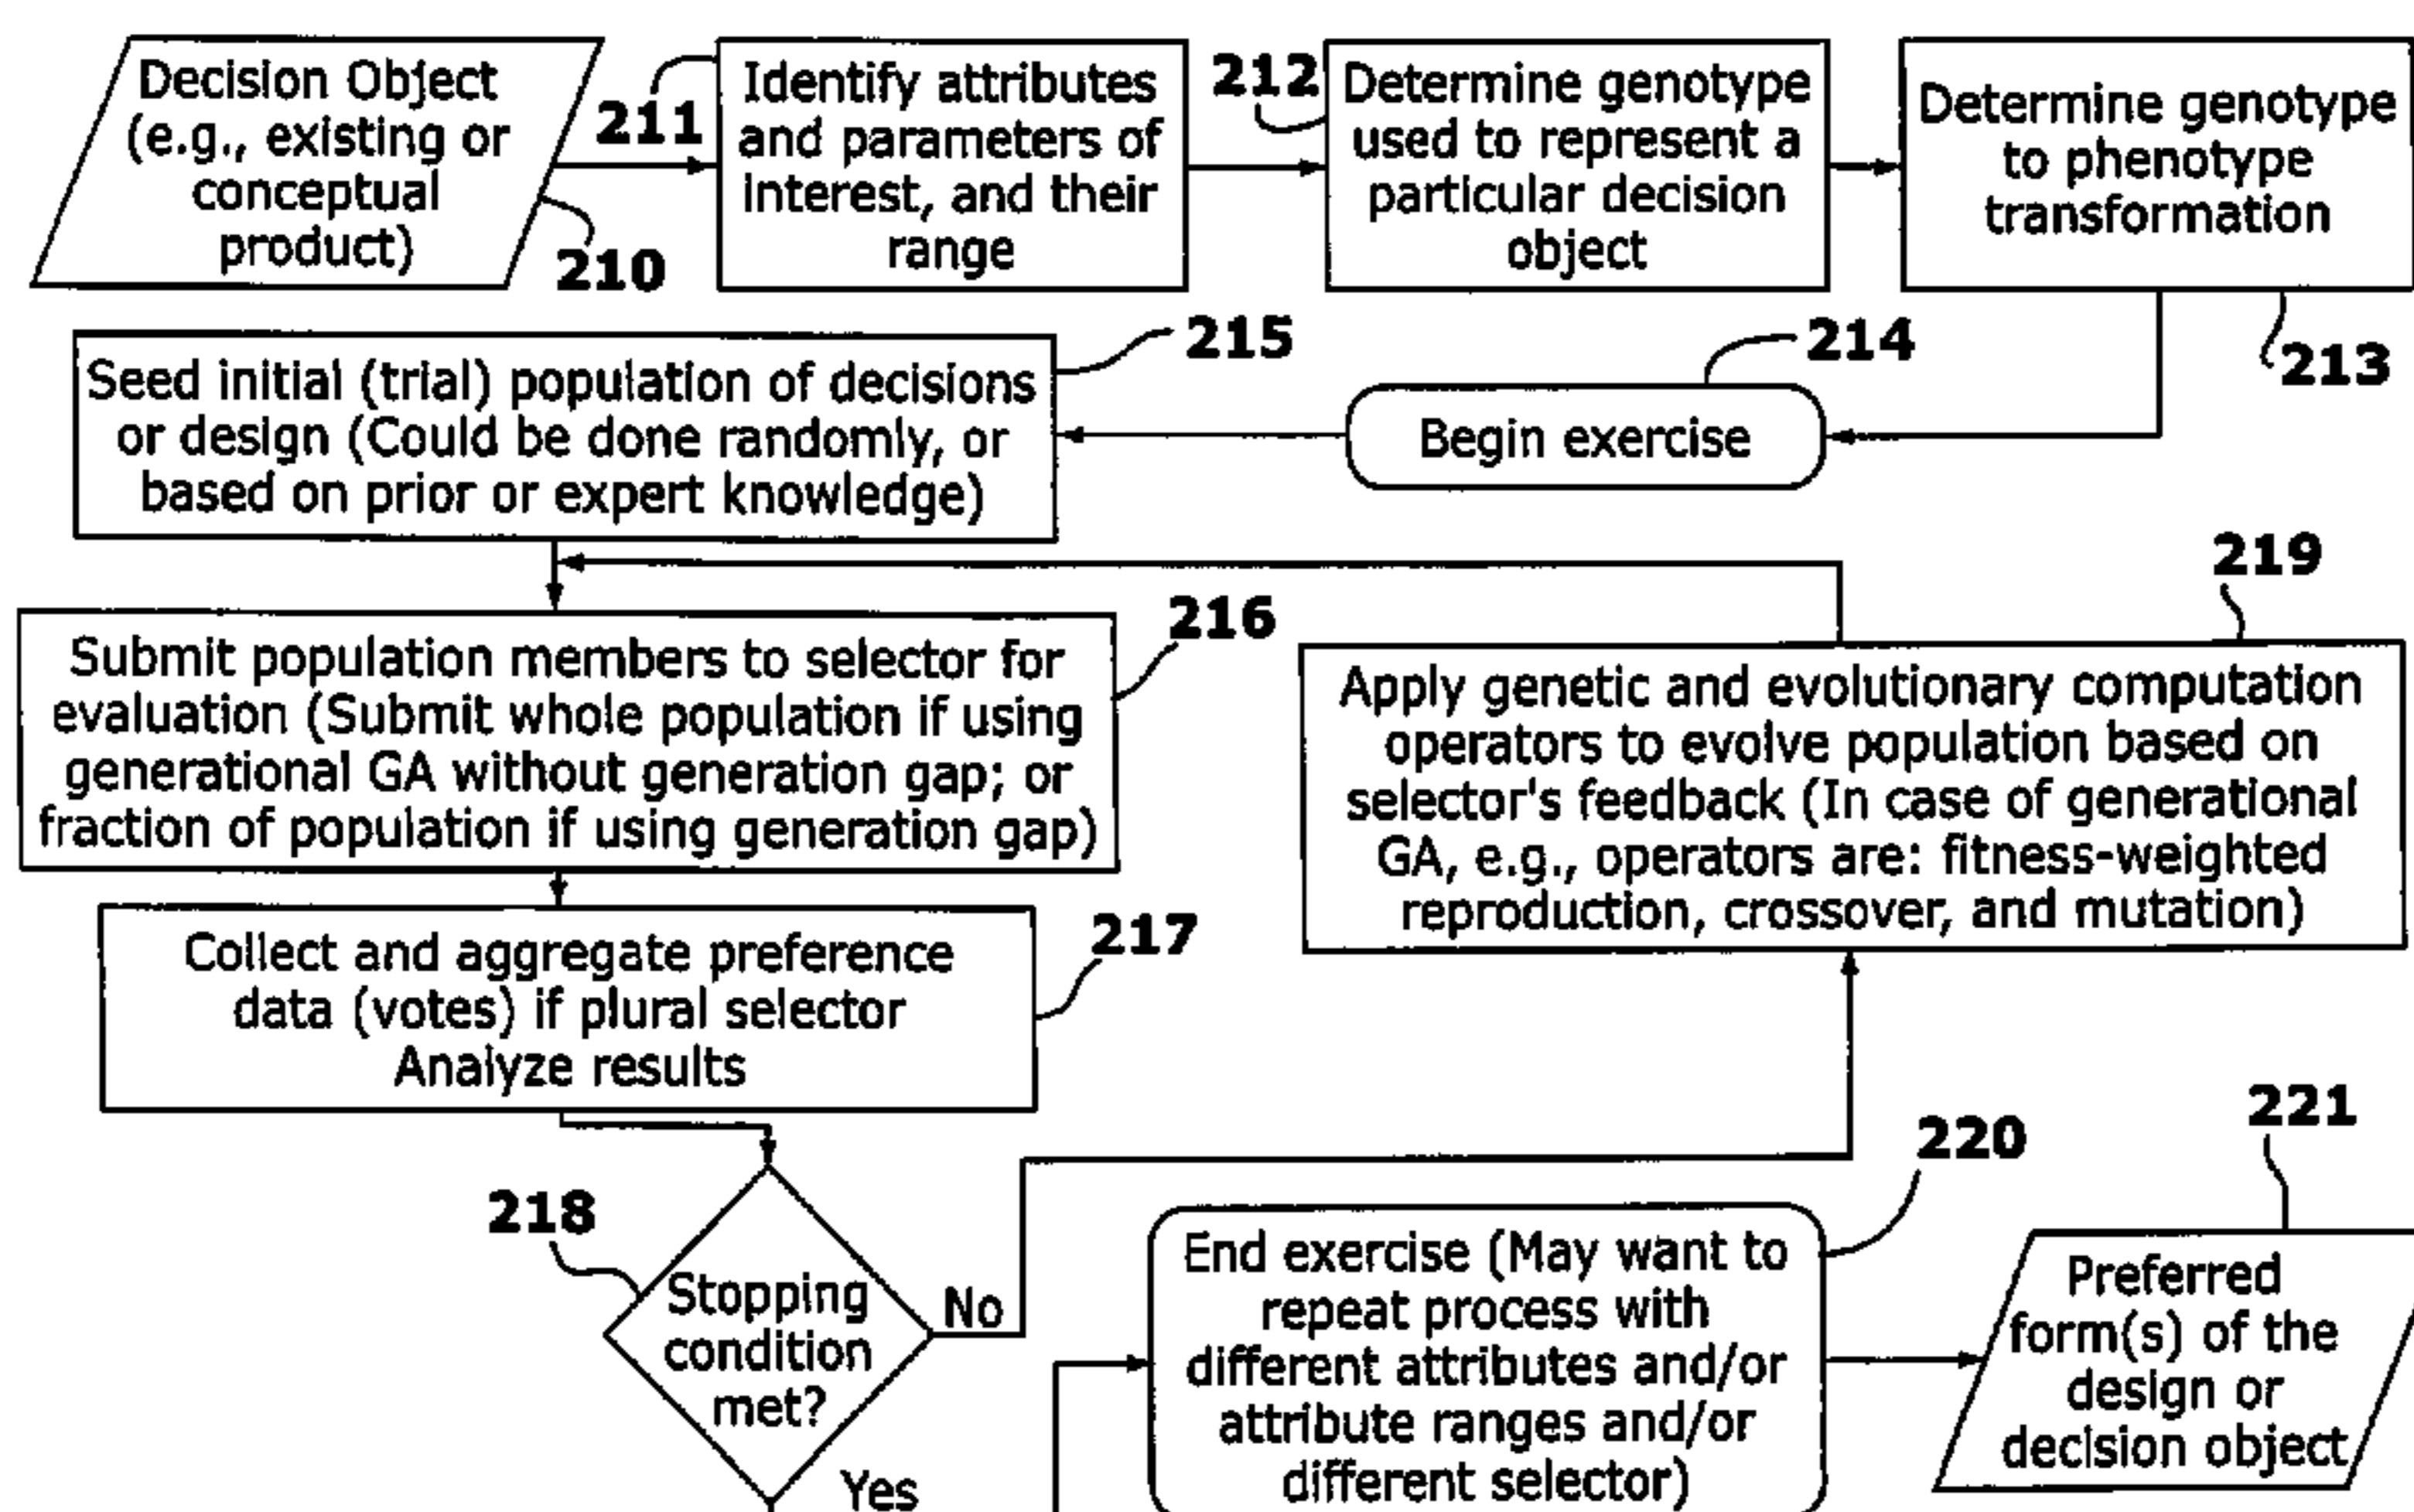 Decision Object
(e.g., existing or
conceptual
product)
210
211
Identify attributes
and parameters of
interest, and their
range
212
Determine genotype
used to represent a
particular decision
object
Determine genotype
to phenotype
transformation
213
214
Begin exercise
215
Seed initial (trial) population of decisions
or design (Could be done randomly, or
based on prior or expert knowledge)
216
Submit population members to selector for
evaluation (Submit whole population if using
generational GA without generation gap; or
fraction of population if using generation gap)
217
Collect and aggregate preference
data (votes) if plural selector
Analyze results
218
Stopping
condition
met?
No
Yes
219
Apply genetic and evolutionary computation
operators to evolve population based on
selector's feedback (In case of generational
GA, e.g., operators are: fitness-weighted
reproduction, crossover, and mutation)
220
End exercise (May want to
repeat process with
different attributes and/or
attribute ranges and/or
different selector)
221
Preferred
form(s) of the
design or
decision object